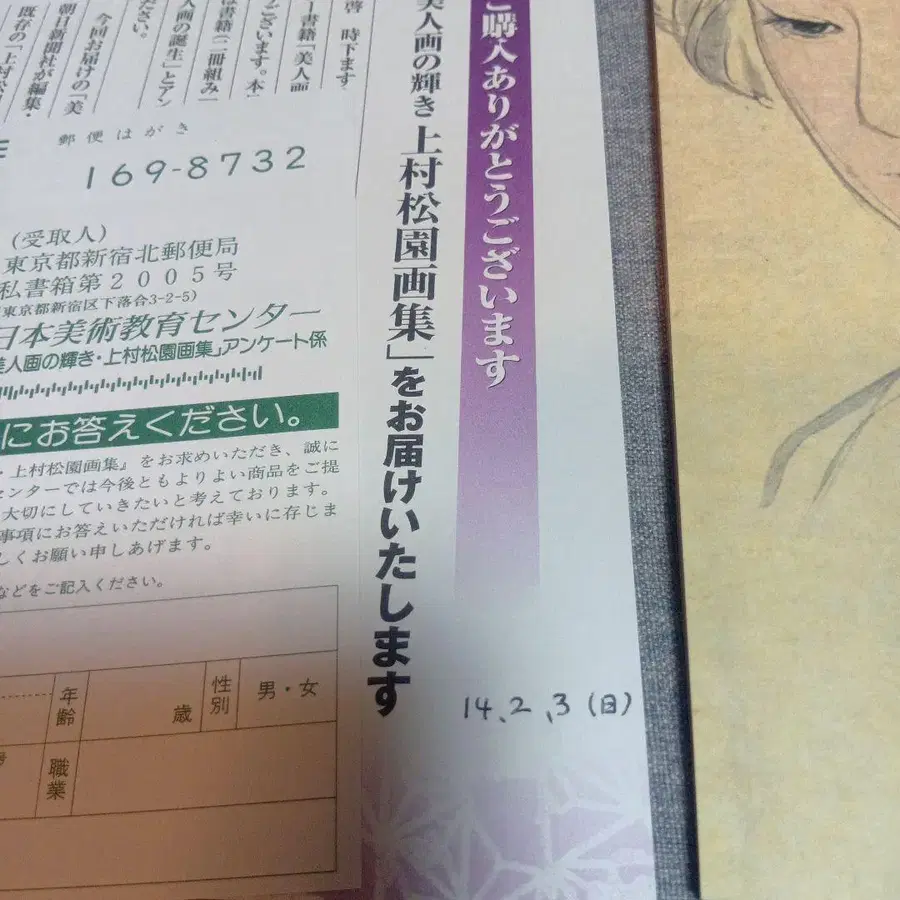 ご購入ありがとうございます
美人画の輝き 上村松園画集」をお届けいたします
14.2.3(日)
啓 時下ます
ー書籍「美人画
ございます。本
は書籍(二冊組み)
人画の誕生」とアン
ださい。
今回お届けの「美
朝日新聞社が編集・
既存の「上村松
郵便はがき
169-8732
(受取人)
東京都新宿北郵便局
私書箱第2005号
東京都新宿区下落合3-2-5)
日本美術教育センター
美人画の輝き・上村松園画集」アンケート係
にお答えください。
・上村松園画集』をお求めいただき、誠に
センターでは今後ともよりよい商品をご提
大切にしていきたいと考えております。
事項にお答えいただければ幸いに存じま
しくお願い申しあげます。
などをご記入ください。
年齢 歳 性別 男・女
職業